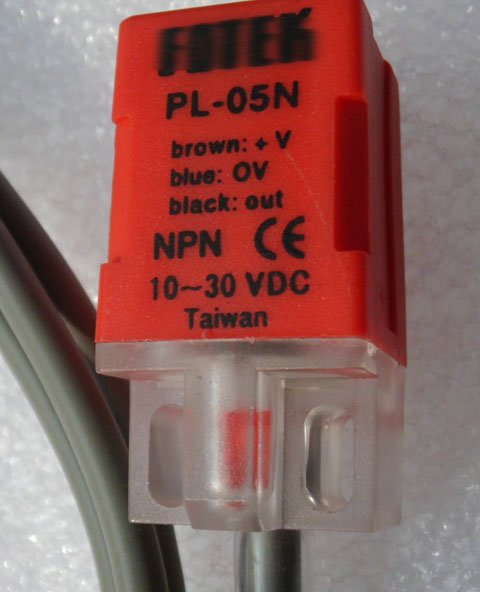 PL-05N
brown: + V
blue: OV
black: out
NPN CE
10~30 VDC
Taiwan